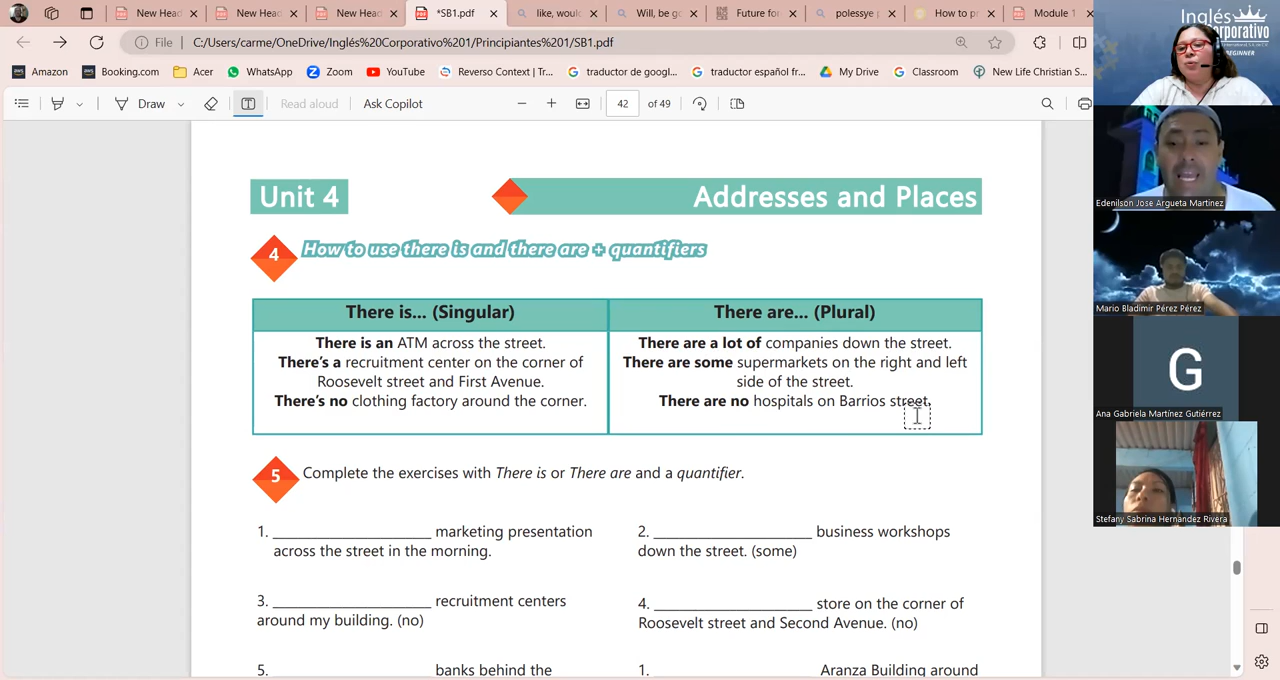 New Head
New Head
New Head
*SB1.pdf
like, woul
Will, be go
Future for
polessye p
How to pr
Module 1
File
C:/Users/carme/OneDrive/Inglés%20Corporativo%201/Principiantes%201/SB1.pdf
Amazon
Booking.com
Acer
WhatsApp
Zoom
YouTube
Reverso Context | Tr...
traductor de googl...
traductor español fr...
My Drive
Classroom
New Life Christian S...
Draw
Read aloud
Ask Copilot
42
of 49
Unit 4
Addresses and Places
4
How to use there is and there are + quantifiers
There is... (Singular)
There are... (Plural)
There is an ATM across the street.
There's a recruitment center on the corner of
Roosevelt street and First Avenue.
There's no clothing factory around the corner.
There are a lot of companies down the street.
There are some supermarkets on the right and left
side of the street.
There are no hospitals on Barrios street.
5
Complete the exercises with There is or There are and a quantifier.
1. ____________________ marketing presentation
across the street in the morning.
2. ____________________ business workshops
down the street. (some)
3. ____________________ recruitment centers
around my building. (no)
4. ____________________ store on the corner of
Roosevelt street and Second Avenue. (no)
5. ____________________ banks behind the
1. ____________________ Aranza Building around
Inglés
Corporativo
BEGINNER
Edenilson Jose Argueta Martinez
Mario Bladimir Pérez Pérez
G
Ana Gabriela Martínez Gutiérrez
Stefany Sabrina Hernandez Rivera